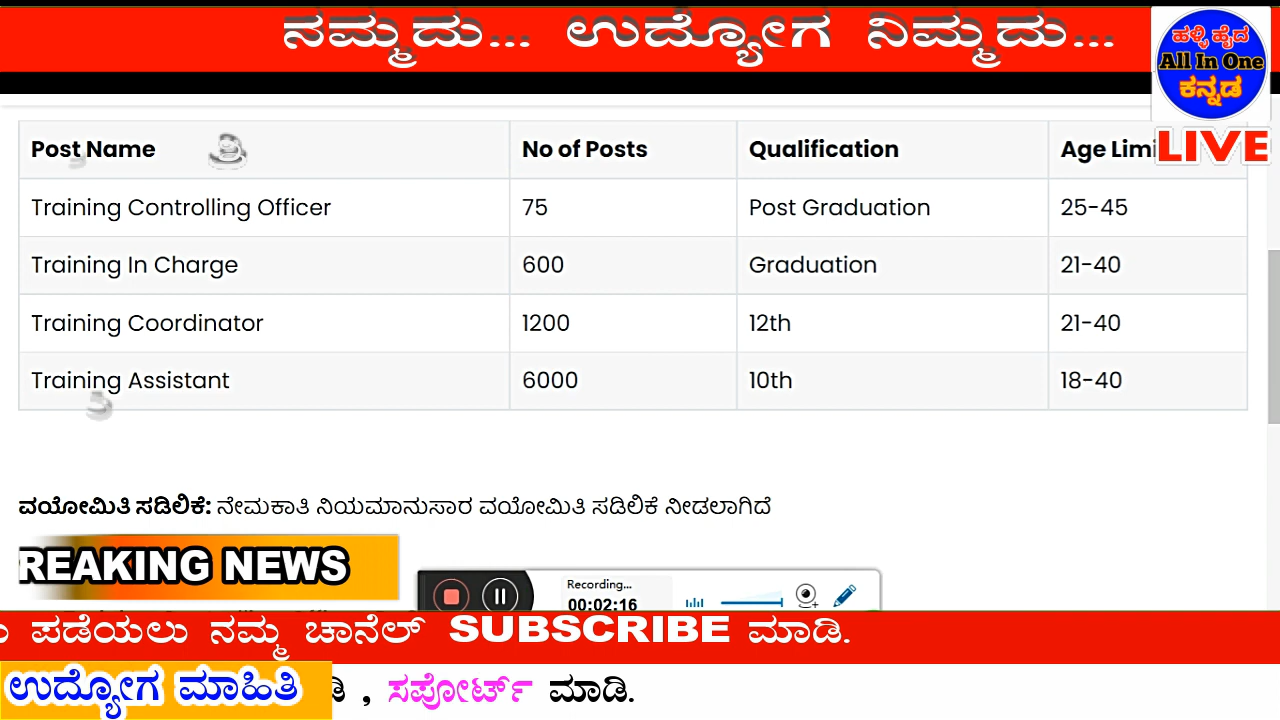 ನಮ್ಮದು... ಉದ್ಯೋಗ ನಿಮ್ಮದು...
ಹಳ್ಳಿ ಹೈದ
All In One
ಕನ್ನಡ
LIVE
Post Name No of Posts Qualification Age Limi
Training Controlling Officer 75 Post Graduation 25-45
Training In Charge 600 Graduation 21-40
Training Coordinator 1200 12th 21-40
Training Assistant 6000 10th 18-40
ವಯೋಮಿತಿ ಸಡಿಲಿಕೆ: ನೇಮಕಾತಿ ನಿಯಮಾನುಸಾರ ವಯೋಮಿತಿ ಸಡಿಲಿಕೆ ನೀಡಲಾಗಿದೆ
REAKING NEWS
Recording...
00:02:16
ಪಡೆಯಲು ನಮ್ಮ ಚಾನೆಲ್ SUBSCRIBE ಮಾಡಿ.
ಉದ್ಯೋಗ ಮಾಹಿತಿ , ಸಪೋರ್ಟ್ ಮಾಡಿ.